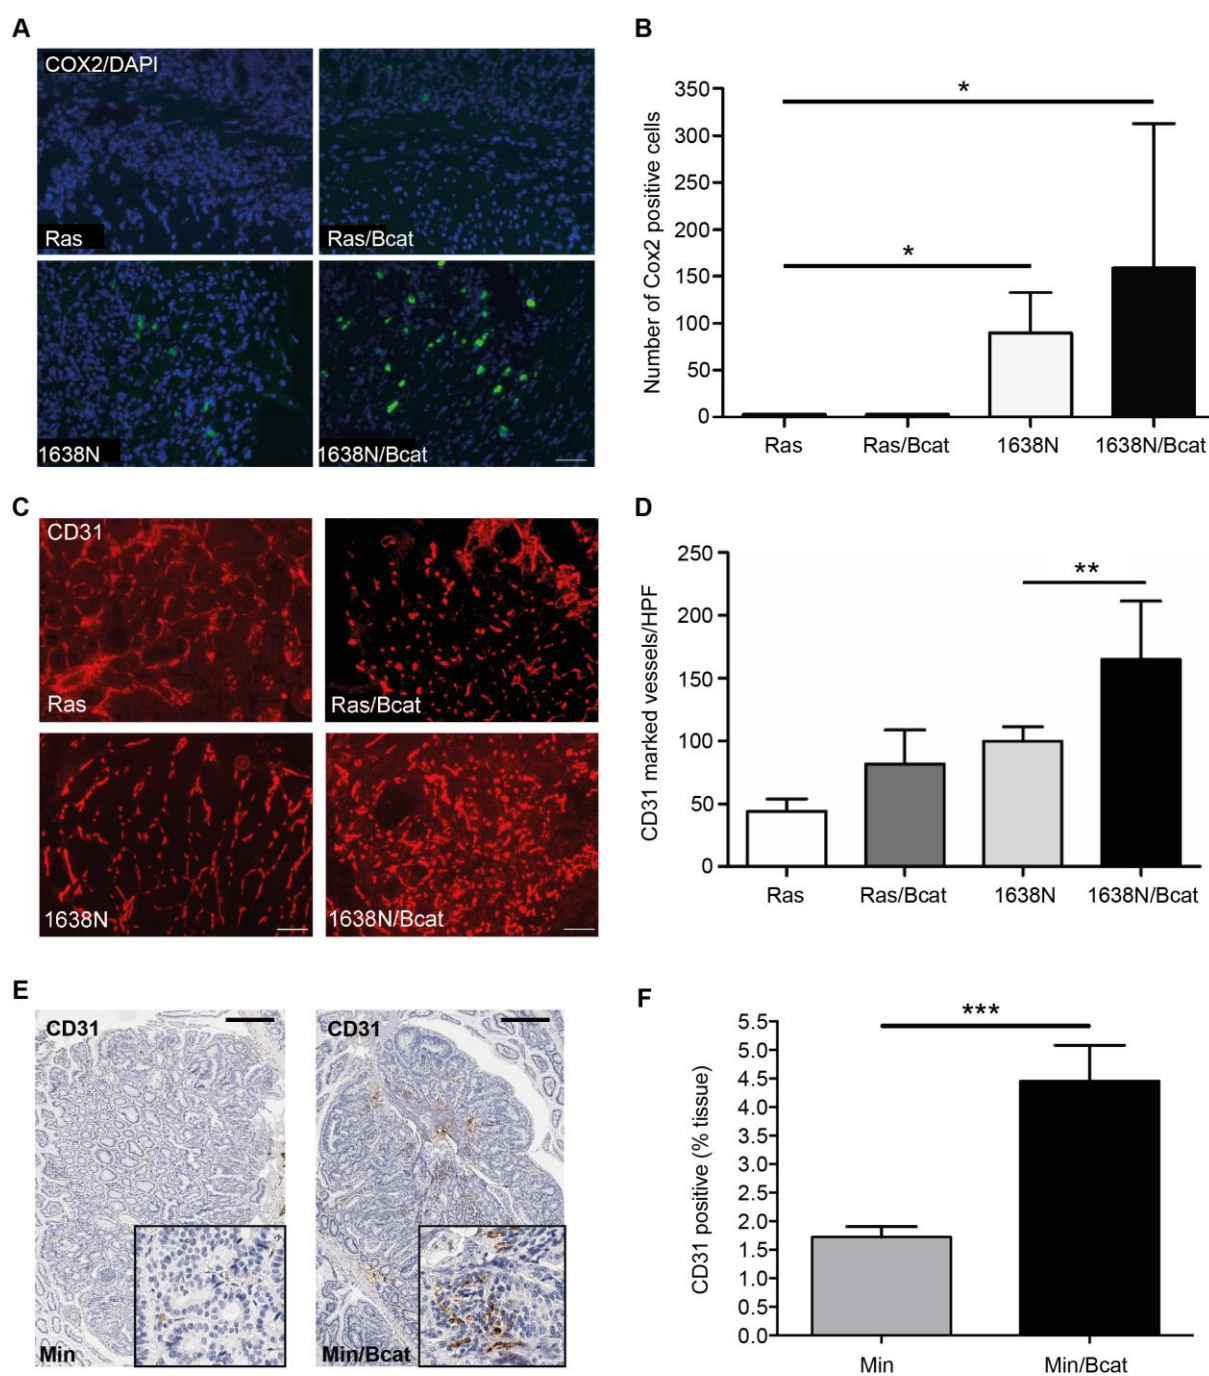 A
COX2/DAPI
Ras
Ras/Bcat
1638N
1638N/Bcat
B
Number of Cox2 positive cells
350
300
250
200
150
100
50
0
*
*
Ras
Ras/Bcat
1638N
1638N/Bcat
C
CD31
Ras
Ras/Bcat
1638N
1638N/Bcat
D
CD31 marked vessels/HPF
250
200
150
100
50
0
**
Ras
Ras/Bcat
1638N
1638N/Bcat
E
CD31
CD31
Min
Min/Bcat
F
CD31 positive (% tissue)
5.5
5.0
4.5
4.0
3.5
3.0
2.5
2.0
1.5
1.0
0.5
0.0
***
Min
Min/Bcat